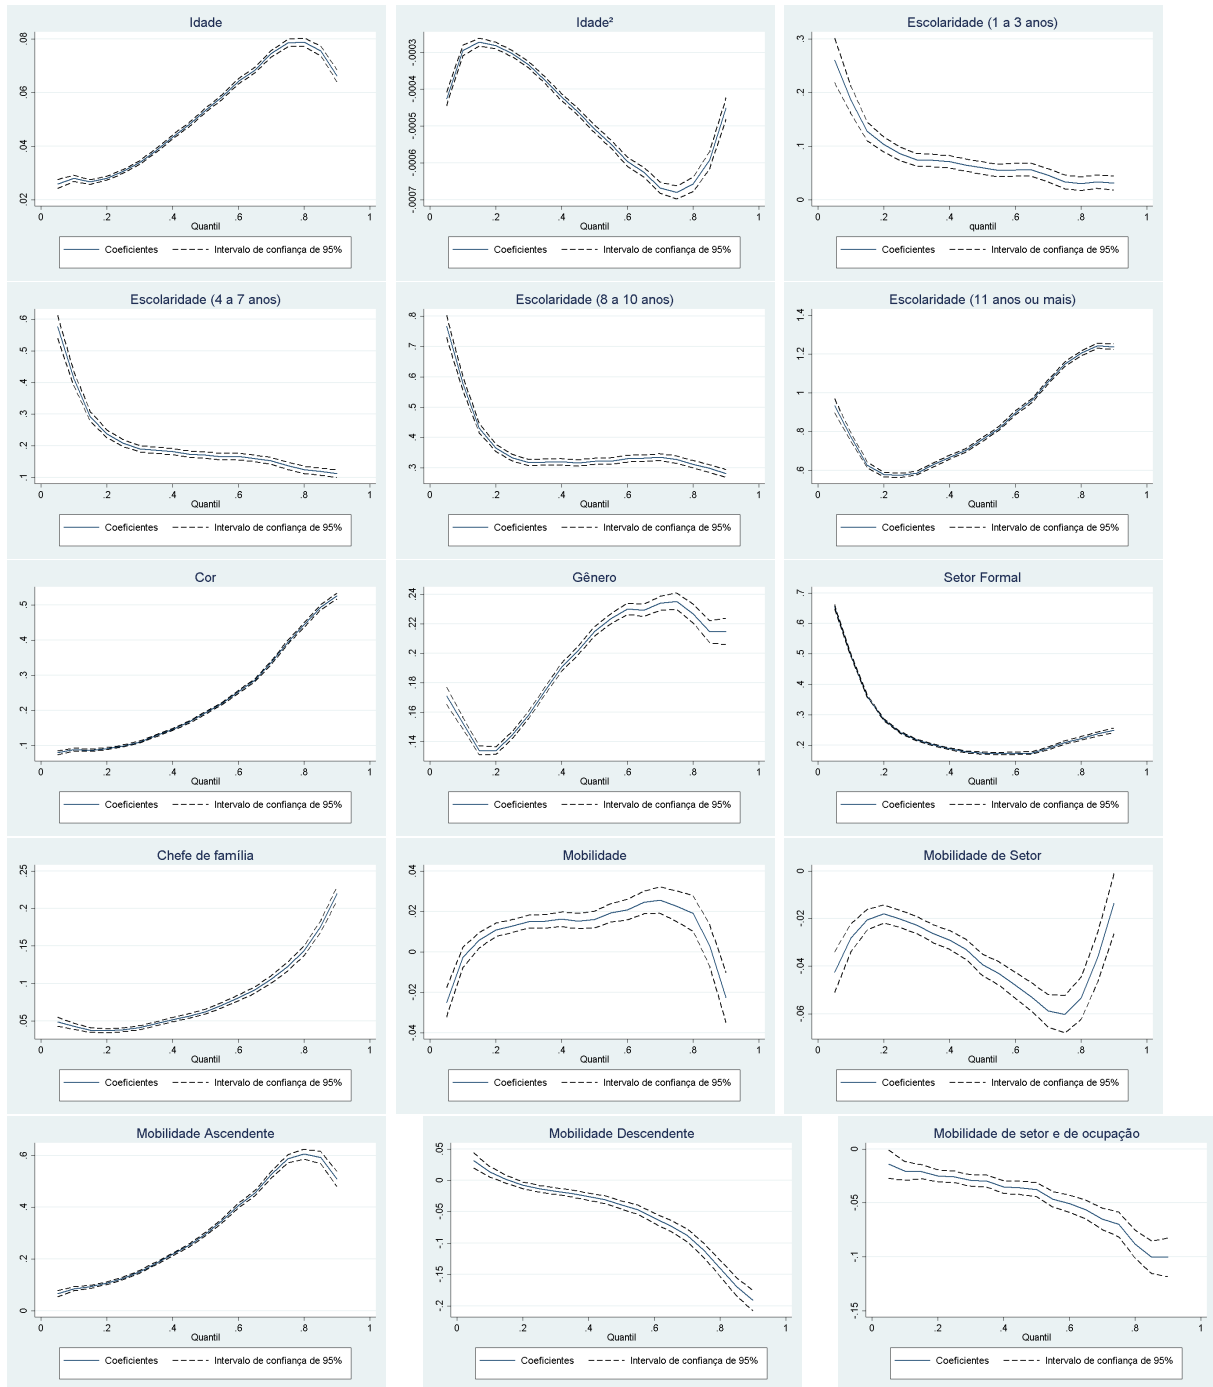 Idade
.08
.06
.04
.02
0 .2 .4 .6 .8 1
Quantil
Coeficientes Intervalo de confiança de 95%
Idade²
-.0003
-.0004
-.0005
-.0006
-.0007
0 .2 .4 .6 .8 1
Quantil
Coeficientes Intervalo de confiança de 95%
Escolaridade (1 a 3 anos)
.3
.2
.1
0
0 .2 .4 .6 .8 1
quantil
Coeficientes Intervalo de confiança de 95%
Escolaridade (4 a 7 anos)
.6
.5
.4
.3
.2
.1
0 .2 .4 .6 .8 1
Quantil
Coeficientes Intervalo de confiança de 95%
Escolaridade (8 a 10 anos)
.8
.7
.6
.5
.4
.3
0 .2 .4 .6 .8 1
Quantil
Coeficientes Intervalo de confiança de 95%
Escolaridade (11 anos ou mais)
1.4
1.2
1
.8
.6
0 .2 .4 .6 .8 1
Quantil
Coeficientes Intervalo de confiança de 95%
Cor
.5
.4
.3
.2
.1
0 .2 .4 .6 .8 1
Quantil
Coeficientes Intervalo de confiança de 95%
Gênero
.24
.22
.2
.18
.16
.14
0 .2 .4 .6 .8 1
Quantil
Coeficientes Intervalo de confiança de 95%
Setor Formal
.7
.6
.5
.4
.3
.2
0 .2 .4 .6 .8 1
Quantil
Coeficientes Intervalo de confiança de 95%
Chefe de família
.25
.2
.15
.1
.05
0 .2 .4 .6 .8 1
Quantil
Coeficientes Intervalo de confiança de 95%
Mobilidade
.04
.02
0
-.02
-.04
0 .2 .4 .6 .8 1
Quantil
Coeficientes Intervalo de confiança de 95%
Mobilidade de Setor
0
-.02
-.04
-.06
0 .2 .4 .6 .8 1
Quantil
Coeficientes Intervalo de confiança de 95%
Mobilidade Ascendente
.6
.4
.2
0
0 .2 .4 .6 .8 1
Quantil
Coeficientes Intervalo de confiança de 95%
Mobilidade Descendente
.05
0
-.05
-.1
-.15
-.2
0 .2 .4 .6 .8 1
Quantil
Coeficientes Intervalo de confiança de 95%
Mobilidade de setor e de ocupação
0
-.05
-.1
-.15
0 .2 .4 .6 .8 1
Quantil
Coeficientes Intervalo de confiança de 95%